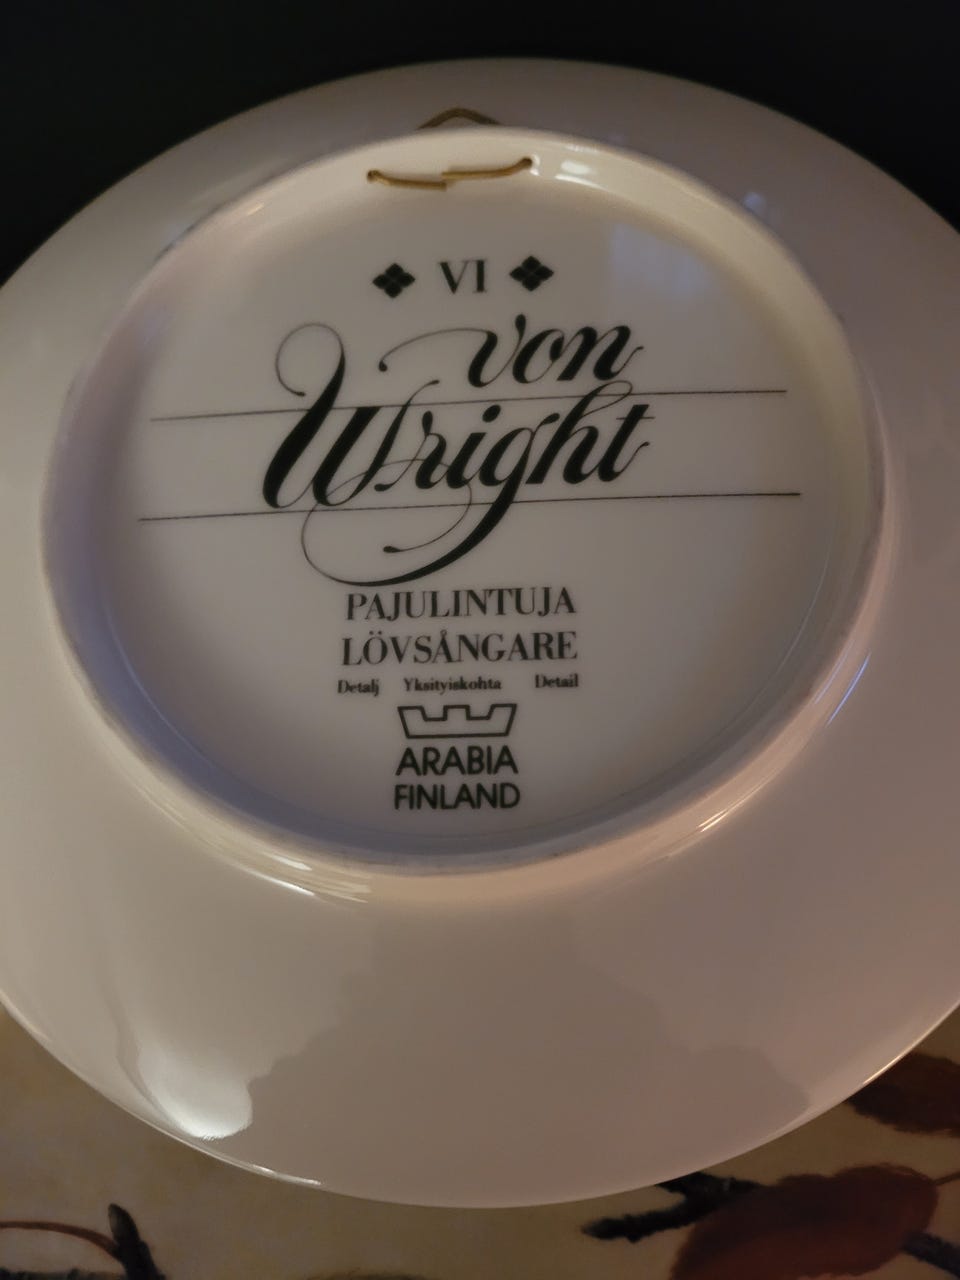 VI
von
Wright
PAJULINTUJA
LÖVSÅNGARE
Detalj Yksityiskohta Detail
ARABIA
FINLAND